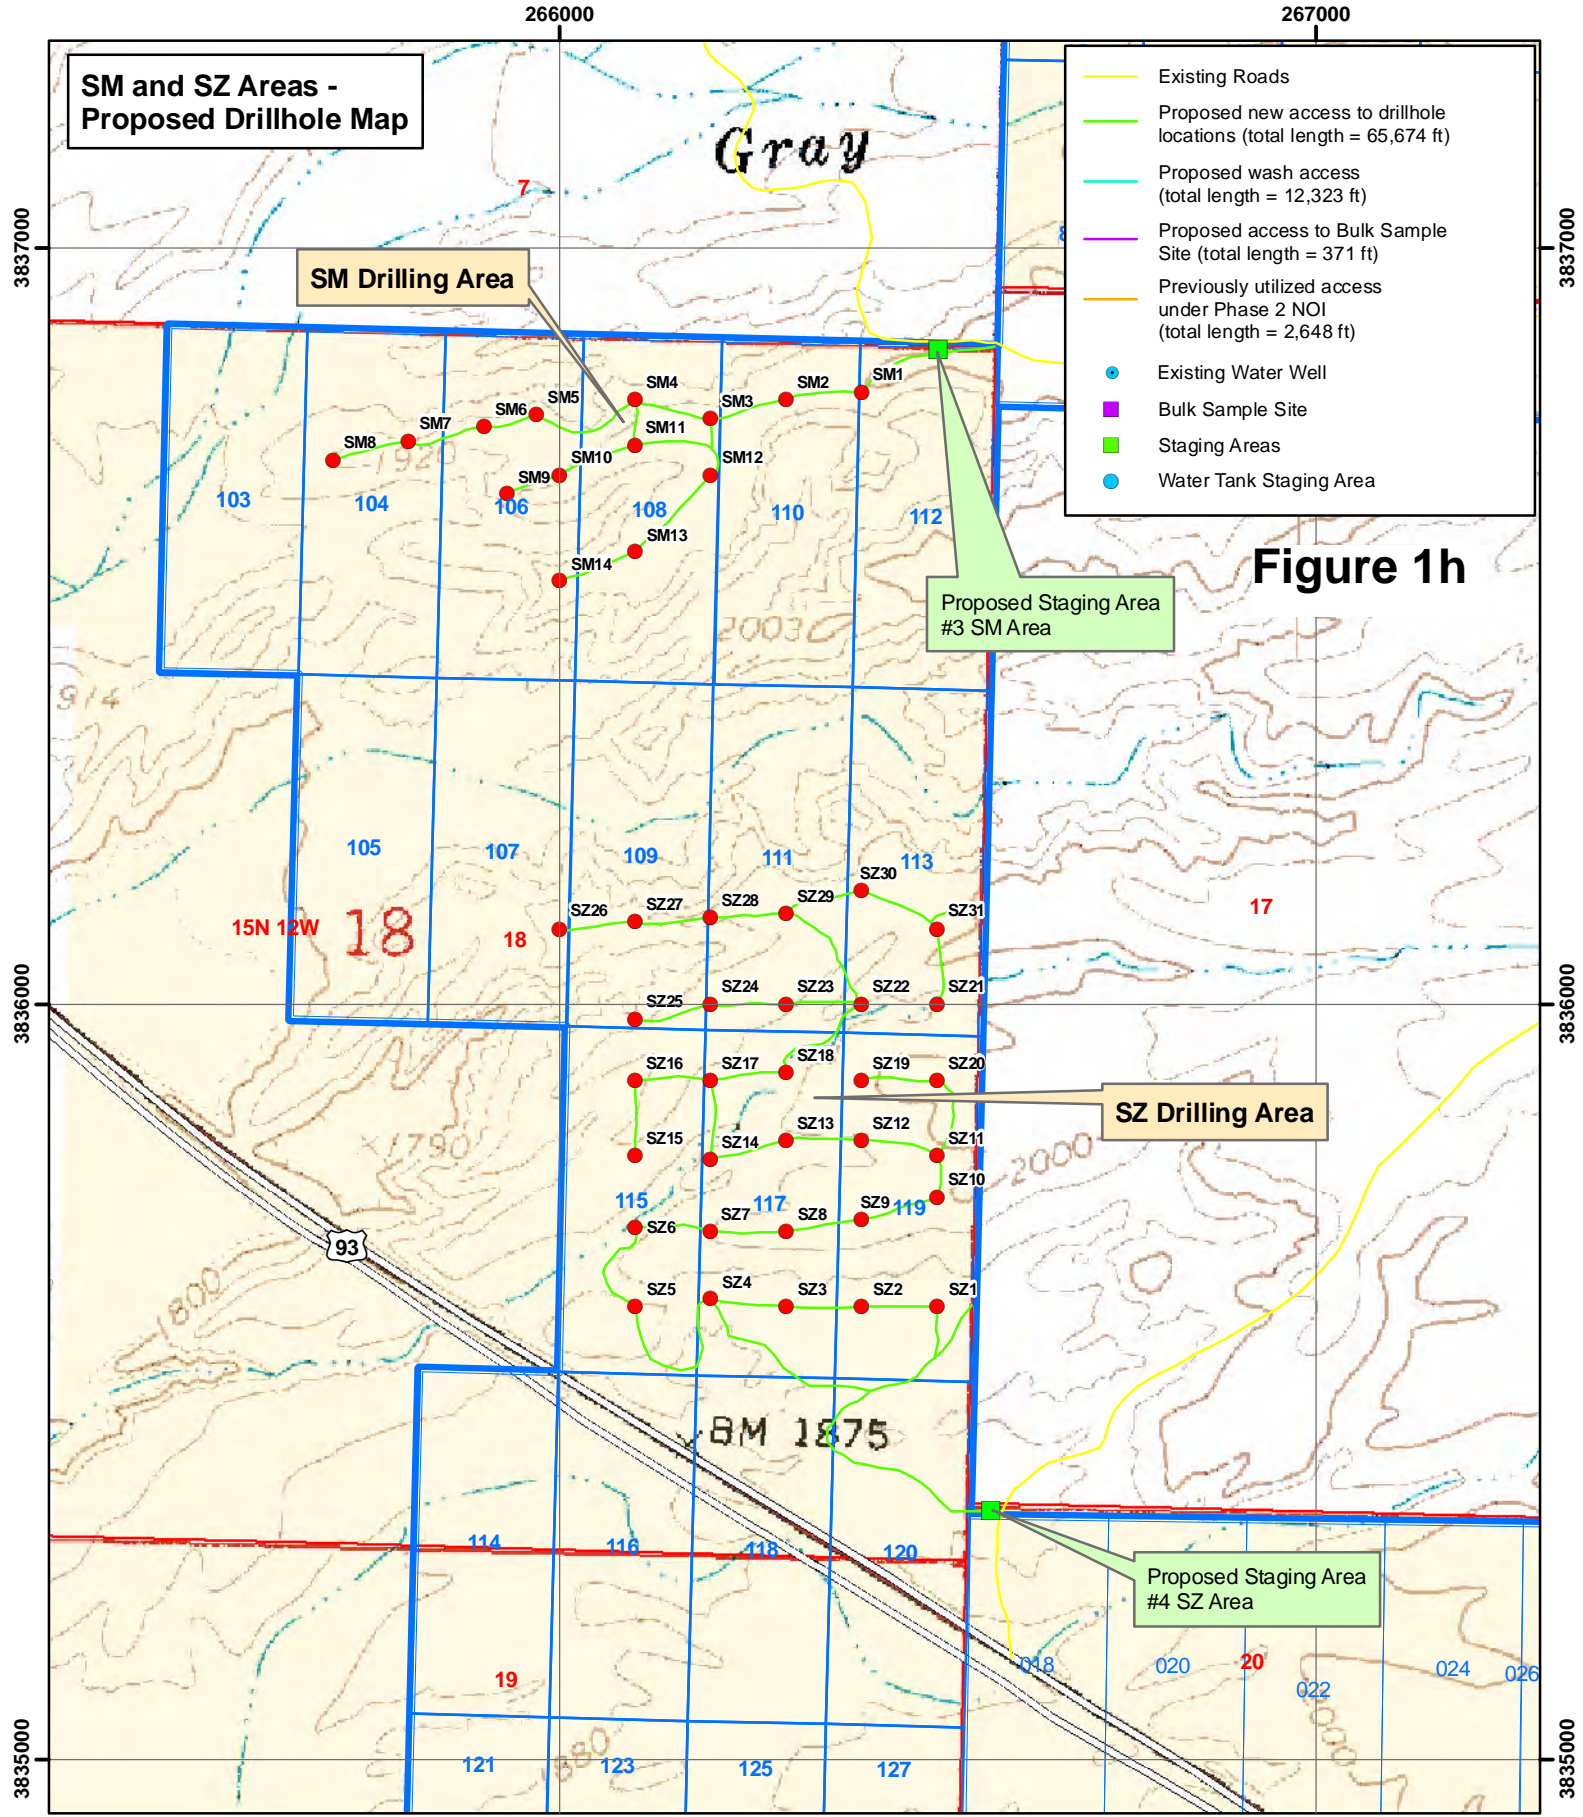 266000
267000
SM and SZ Areas -
Proposed Drillhole Map
Existing Roads
Proposed new access to drillhole
locations (total length = 65,674 ft)
Proposed wash access
(total length = 12,323 ft)
Proposed access to Bulk Sample
Site (total length = 371 ft)
Previously utilized access
under Phase 2 NOI
(total length = 2,648 ft)
Existing Water Well
Bulk Sample Site
Staging Areas
Water Tank Staging Area
Gray
7
3837000
3837000
SM Drilling Area
SM1
SM2
SM3
SM4
SM5
SM6
SM7
SM8
SM9
SM10
SM11
SM12
SM13
SM14
1920
103
104
106
108
110
112
Figure 1h
Proposed Staging Area
#3 SM Area
2003
914
105
107
109
111
113
SZ26
SZ27
SZ28
SZ29
SZ30
SZ31
15N 12W
18
18
17
3836000
3836000
SZ25
SZ24
SZ23
SZ22
SZ21
SZ16
SZ17
SZ18
SZ19
SZ20
SZ Drilling Area
SZ15
SZ14
SZ13
SZ12
SZ11
SZ10
1790
2000
115
117
119
SZ6
SZ7
SZ8
SZ9
93
1800
SZ5
SZ4
SZ3
SZ2
SZ1
BM 1875
114
116
118
120
Proposed Staging Area
#4 SZ Area
19
018
020
20
022
024
026
3835000
3835000
121
123
125
127
880